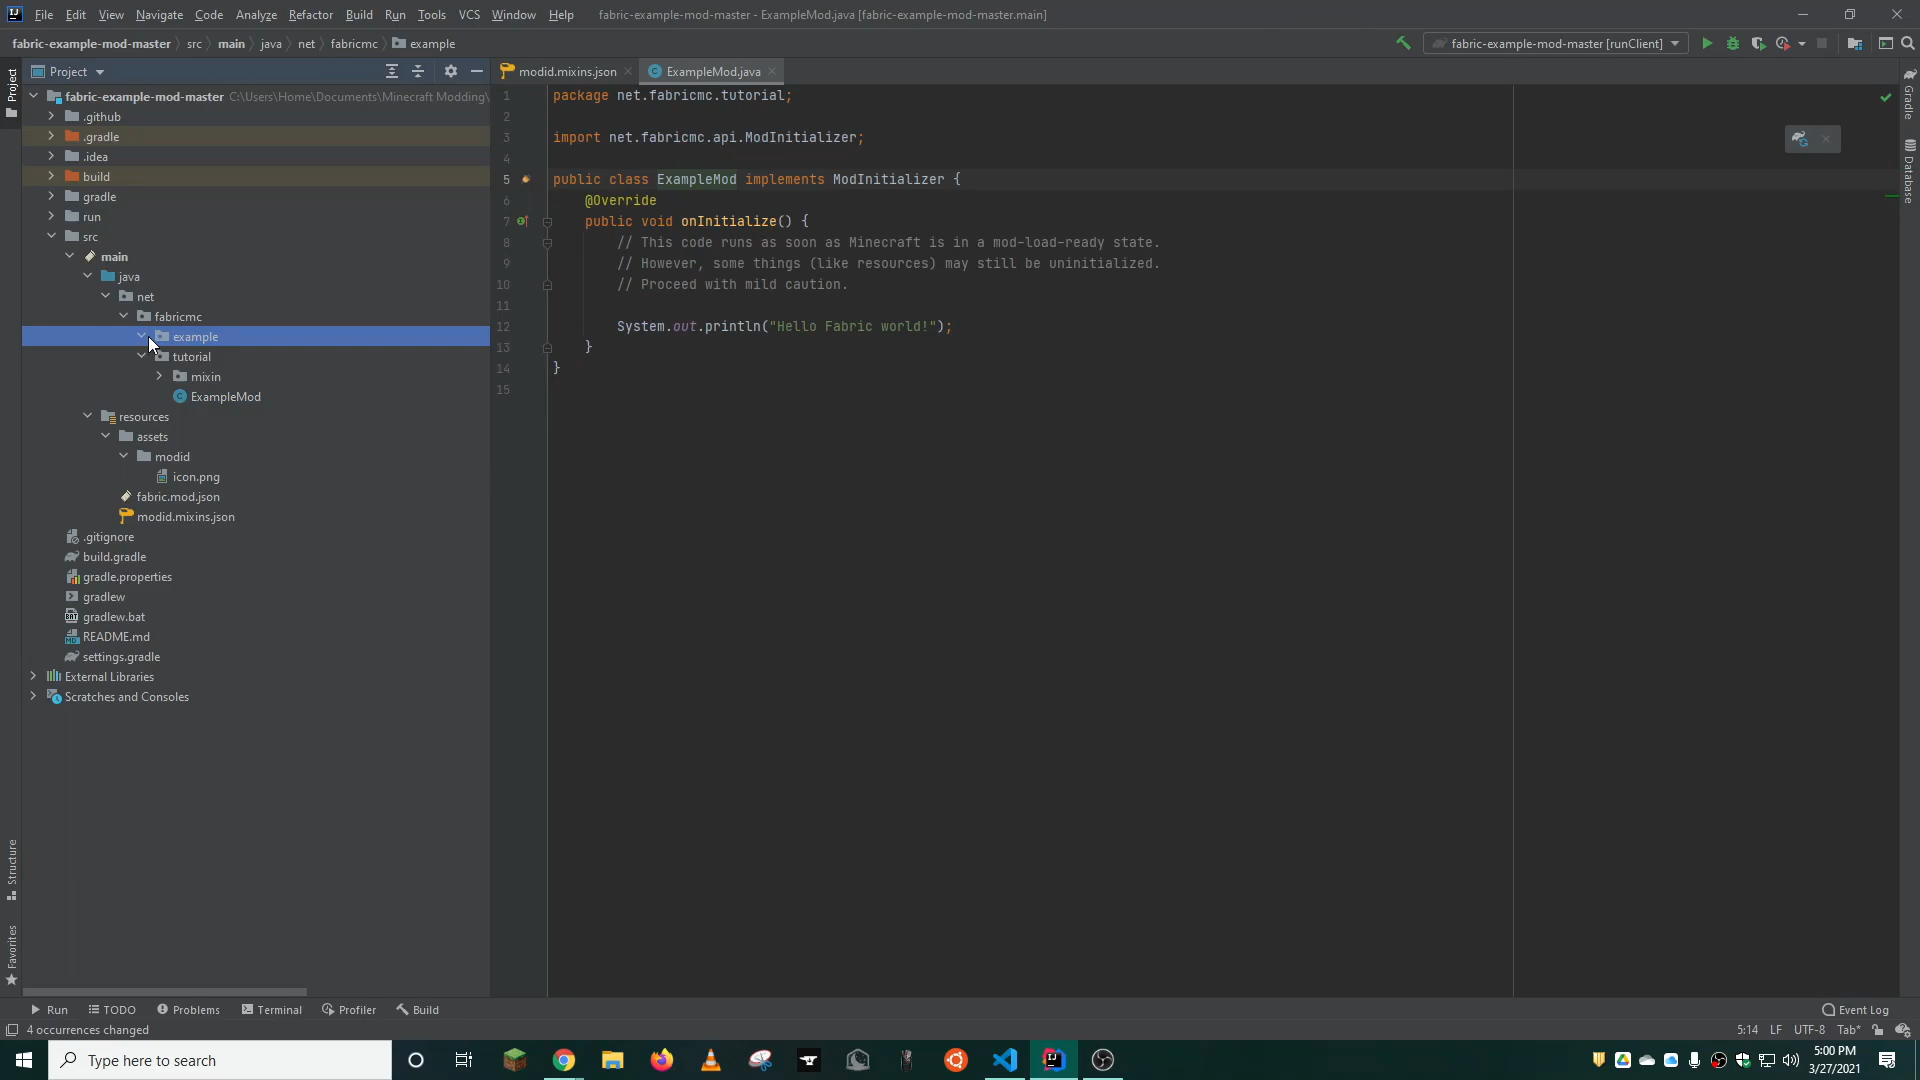 File Edit View Navigate Code Analyze Refactor Build Run Tools VCS Window Help fabric-example-mod-master - ExampleMod.java [fabric-example-mod-master.main]
fabric-example-mod-master src main java net fabricmc example fabric-example-mod-master [runClient]
Project modid.mixins.json ExampleMod.java
fabric-example-mod-master C:\Users\Home\Documents\Minecraft Modding\
.github
.gradle
.idea
build
gradle
run
src
main
java
net
fabricmc
example
tutorial
mixin
ExampleMod
resources
assets
modid
icon.png
fabric.mod.json
modid.mixins.json
.gitignore
build.gradle
gradle.properties
gradlew
gradlew.bat
README.md
settings.gradle
External Libraries
Scratches and Consoles
1 package net.fabricmc.tutorial;
2
3 import net.fabricmc.api.ModInitializer;
4
5 public class ExampleMod implements ModInitializer {
6 @Override
7 public void onInitialize() {
8 // This code runs as soon as Minecraft is in a mod-load-ready state.
9 // However, some things (like resources) may still be uninitialized.
10 // Proceed with mild caution.
11
12 System.out.println("Hello Fabric world!");
13 }
14 }
15
Project
Structure
Favorites
Gradle
Database
Run TODO Problems Terminal Profiler Build Event Log
4 occurrences changed 5:14 LF UTF-8 Tab*
Type here to search
5:00 PM
3/27/2021